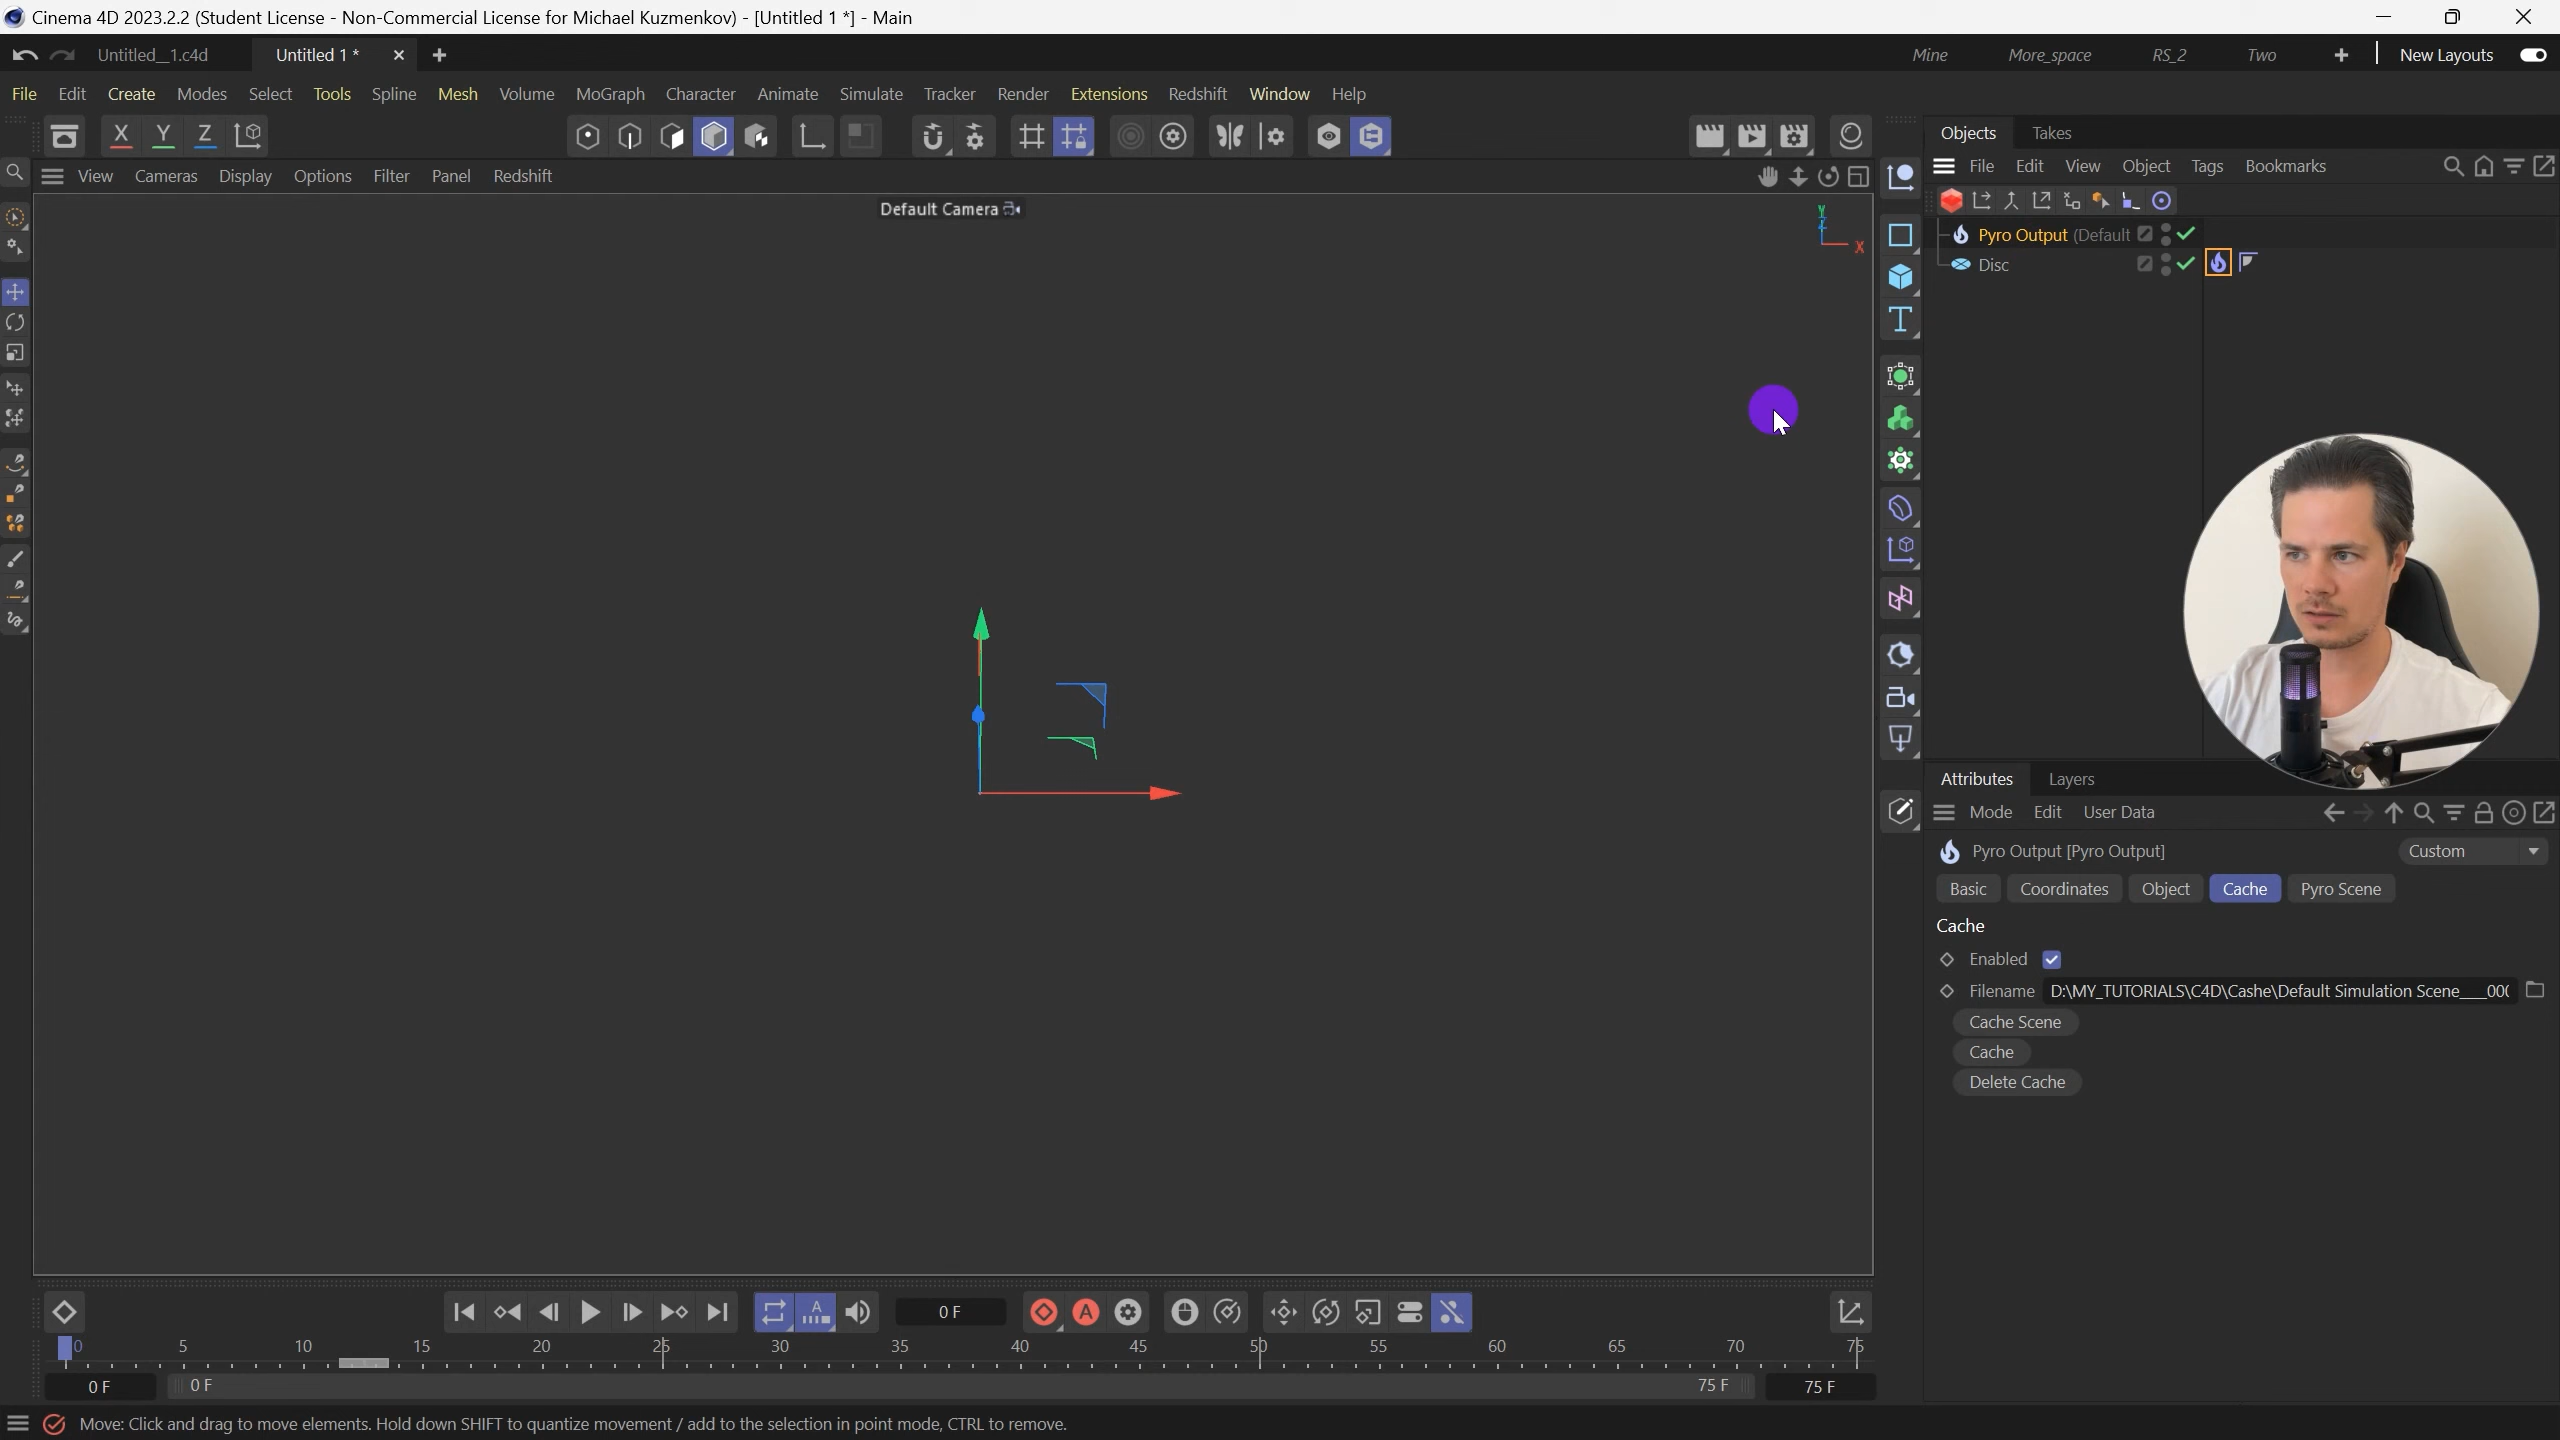 Cinema 4D 2023.2.2 (Student License - Non-Commercial License for Michael Kuzmenkov) - [Untitled 1 *] - Main
Untitled__1.c4d
Untitled 1 *
Mine
More_space
RS_2
Two
New Layouts
File Edit Create Modes Select Tools Spline Mesh Volume MoGraph Character Animate Simulate Tracker Render Extensions Redshift Window Help
X Y Z
Objects Takes
View Cameras Display Options Filter Panel Redshift
File Edit View Object Tags Bookmarks
Default Camera
Y
Z
X
Pyro Output (Default
Disc
T
Attributes Layers
Mode Edit User Data
Pyro Output [Pyro Output]
Custom
Basic Coordinates Object Cache Pyro Scene
Cache
Enabled
Filename D:\MY_TUTORIALS\C4D\Cashe\Default Simulation Scene___00(
Cache Scene
Cache
Delete Cache
A
0 F
A
0 5 10 15 20 25 30 35 40 45 50 55 60 65 70 75
0 F
0 F
75 F
75 F
Move: Click and drag to move elements. Hold down SHIFT to quantize movement / add to the selection in point mode, CTRL to remove.